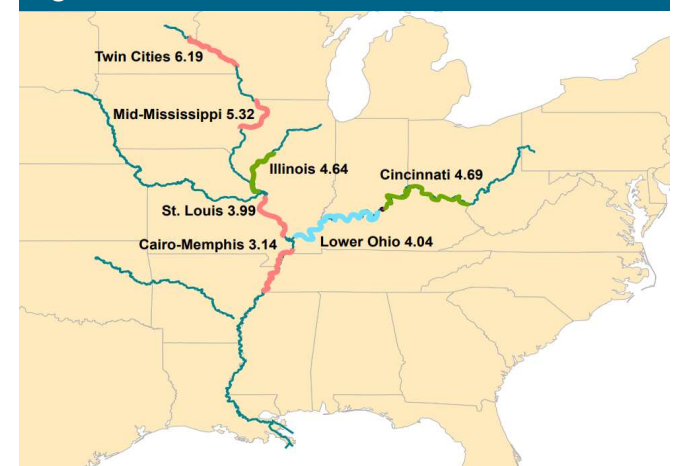 Twin Cities 6.19
Mid-Mississippi 5.32
Illinois 4.64
Cincinnati 4.69
St. Louis 3.99
Cairo-Memphis 3.14
Lower Ohio 4.04